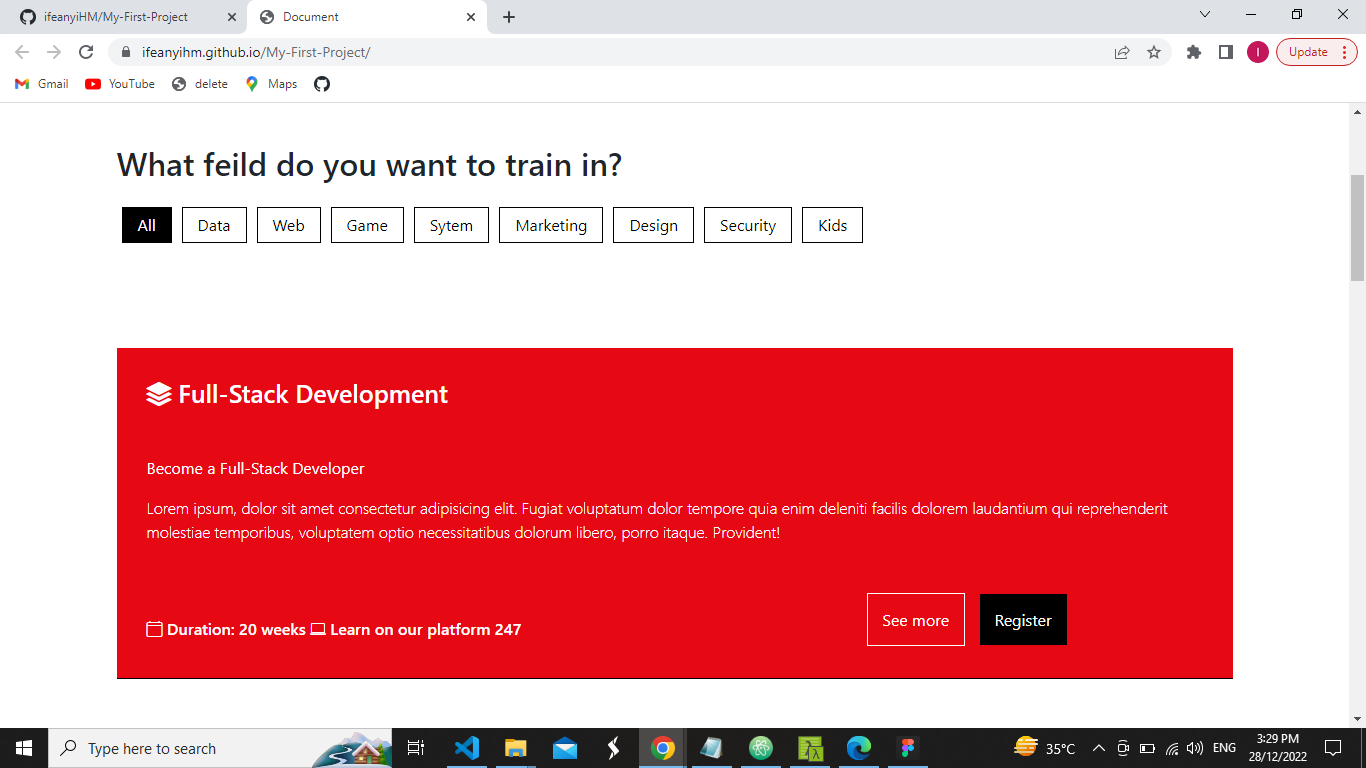 ifeanyiHM/My-First-Project
Document
ifeanyihm.github.io/My-First-Project/
I
Update
Gmail
YouTube
delete
Maps
What feild do you want to train in?
All
Data
Web
Game
Sytem
Marketing
Design
Security
Kids
Full-Stack Development
Become a Full-Stack Developer
Lorem ipsum, dolor sit amet consectetur adipisicing elit. Fugiat voluptatum dolor tempore quia enim deleniti facilis dolorem laudantium qui reprehenderit
molestiae temporibus, voluptatem optio necessitatibus dolorum libero, porro itaque. Provident!
Duration: 20 weeks Learn on our platform 247
See more
Register
Type here to search
35°C
ENG
3:29 PM
28/12/2022